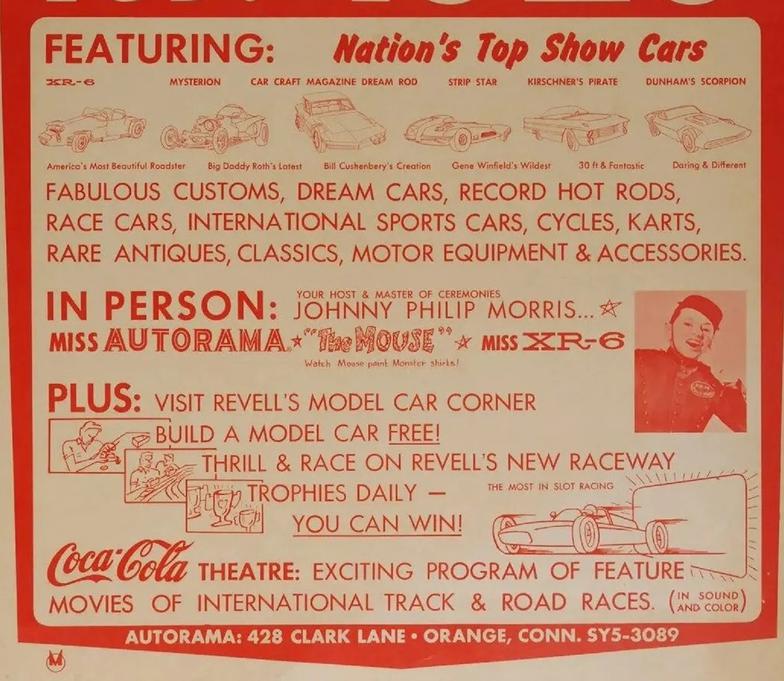 FEATURING: Nation's Top Show Cars
XR-6 MYSTERION CAR CRAFT MAGAZINE DREAM ROD STRIP STAR KIRSCHNER'S PIRATE DUNHAM'S SCORPION
America's Most Beautiful Roadster Big Daddy Roth's Latest Bill Cushenbery's Creation Gene Winfield's Wildest 30 ft & Fantastic Daring & Different
FABULOUS CUSTOMS, DREAM CARS, RECORD HOT RODS,
RACE CARS, INTERNATIONAL SPORTS CARS, CYCLES, KARTS,
RARE ANTIQUES, CLASSICS, MOTOR EQUIPMENT & ACCESSORIES.
IN PERSON: YOUR HOST & MASTER OF CEREMONIES
JOHNNY PHILIP MORRIS...
MISS AUTORAMA "The MOUSE" MISS XR-6
Watch Mouse paint Monster shirts!
PLUS: VISIT REVELL'S MODEL CAR CORNER
BUILD A MODEL CAR FREE!
THRILL & RACE ON REVELL'S NEW RACEWAY
TROPHIES DAILY — THE MOST IN SLOT RACING
YOU CAN WIN!
Coca-Cola THEATRE: EXCITING PROGRAM OF FEATURE
MOVIES OF INTERNATIONAL TRACK & ROAD RACES. (IN SOUND AND COLOR)
AUTORAMA: 428 CLARK LANE • ORANGE, CONN. SY5-3089